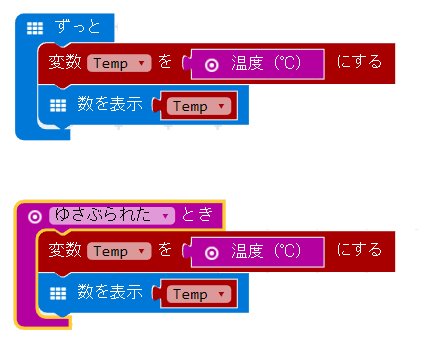 ずっと
変数 Temp を 温度（℃） にする
数を表示 Temp
ゆさぶられた とき
変数 Temp を 温度（℃） にする
数を表示 Temp